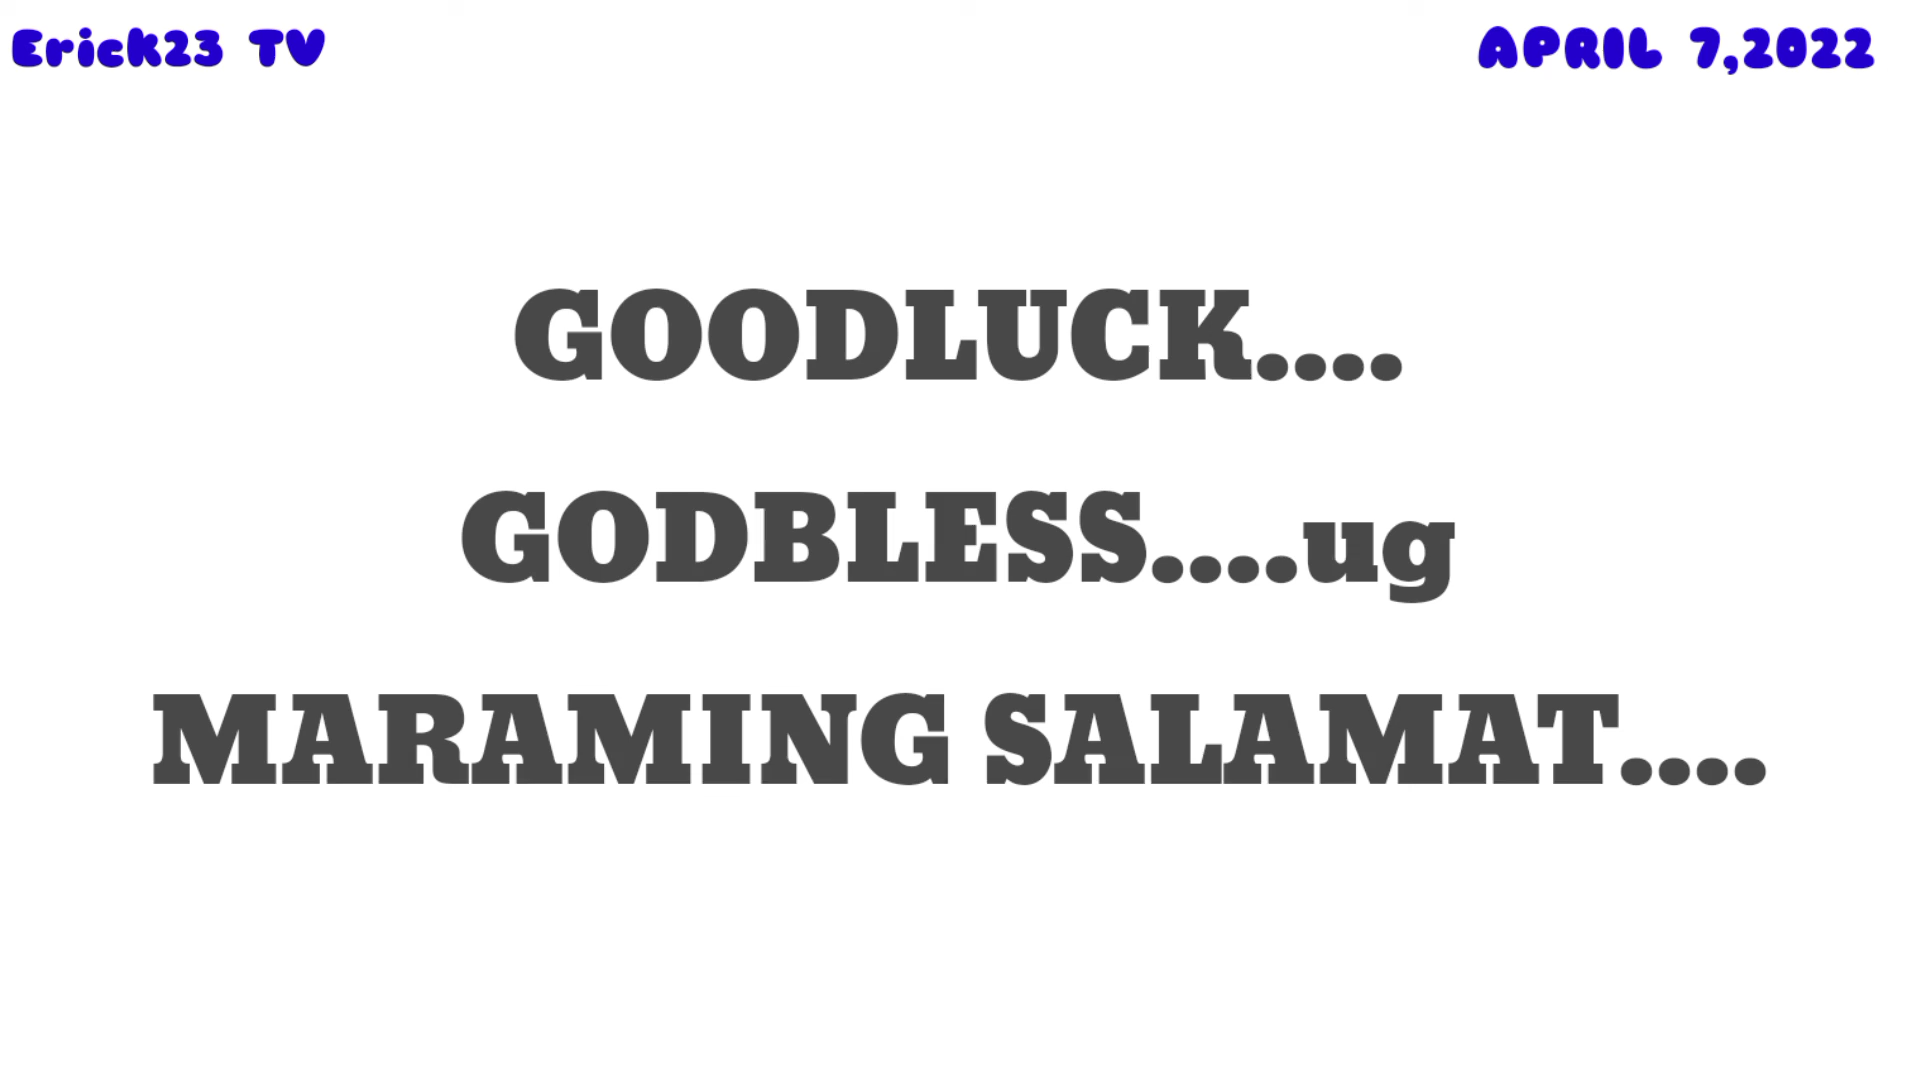 Erick23 TV
APRIL 7,2022
GOODLUCK....
GODBLESS....ug
MARAMING SALAMAT....